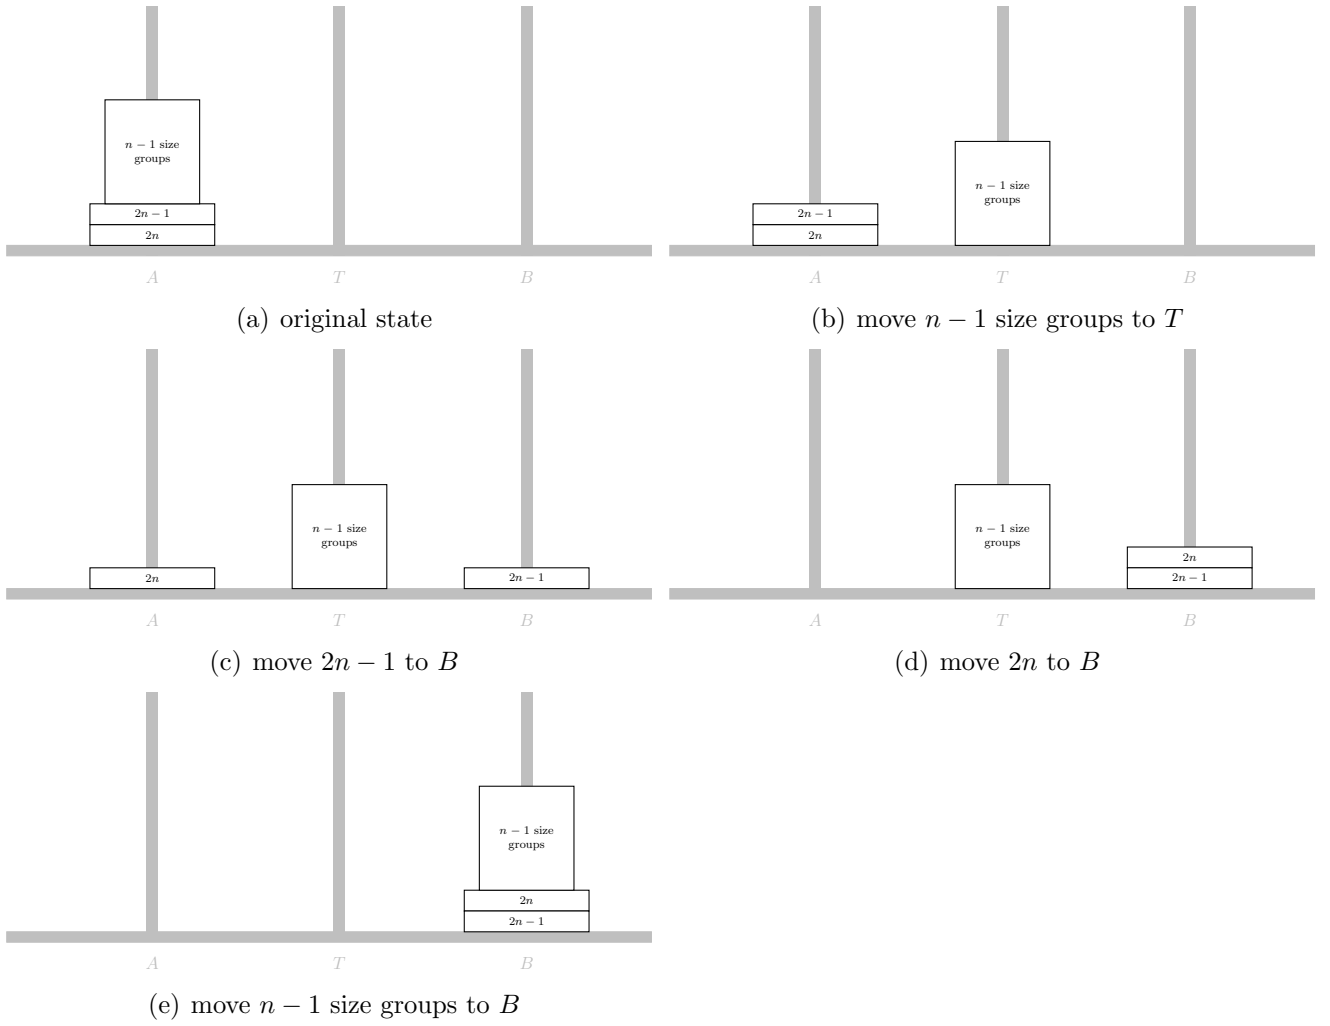 n − 1 size
groups
2n − 1
2n
A T B
(a) original state
n − 1 size
groups
2n − 1
2n
A T B
(b) move n − 1 size groups to T
n − 1 size
groups
2n
2n − 1
A T B
(c) move 2n − 1 to B
n − 1 size
groups
2n
2n − 1
A T B
(d) move 2n to B
n − 1 size
groups
2n
2n − 1
A T B
(e) move n − 1 size groups to B